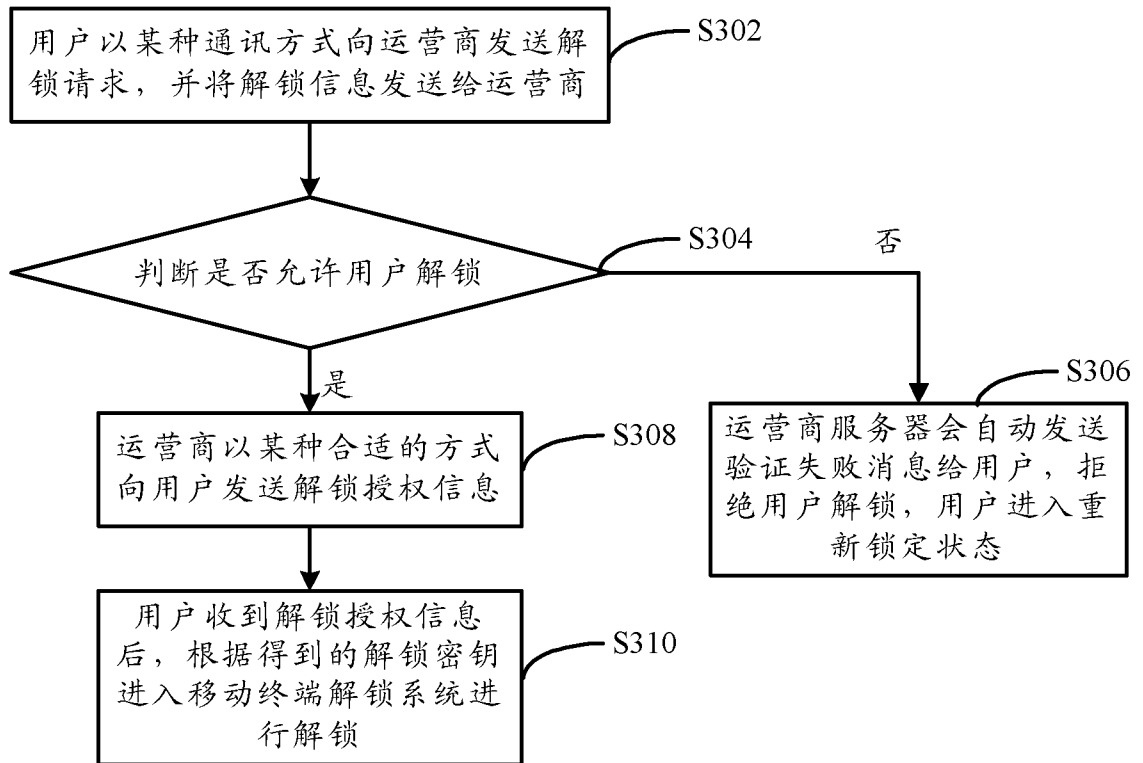 用户以某种通讯方式向运营商发送解
锁请求，并将解锁信息发送给运营商
S302
判断是否允许用户解锁
S304
否
是
S306
运营商服务器会自动发送
验证失败消息给用户，拒
绝用户解锁，用户进入重
新锁定状态
运营商以某种合适的方式
向用户发送解锁授权信息
S308
用户收到解锁授权信息
后，根据得到的解锁密钥
进入移动终端解锁系统进
行解锁
S310